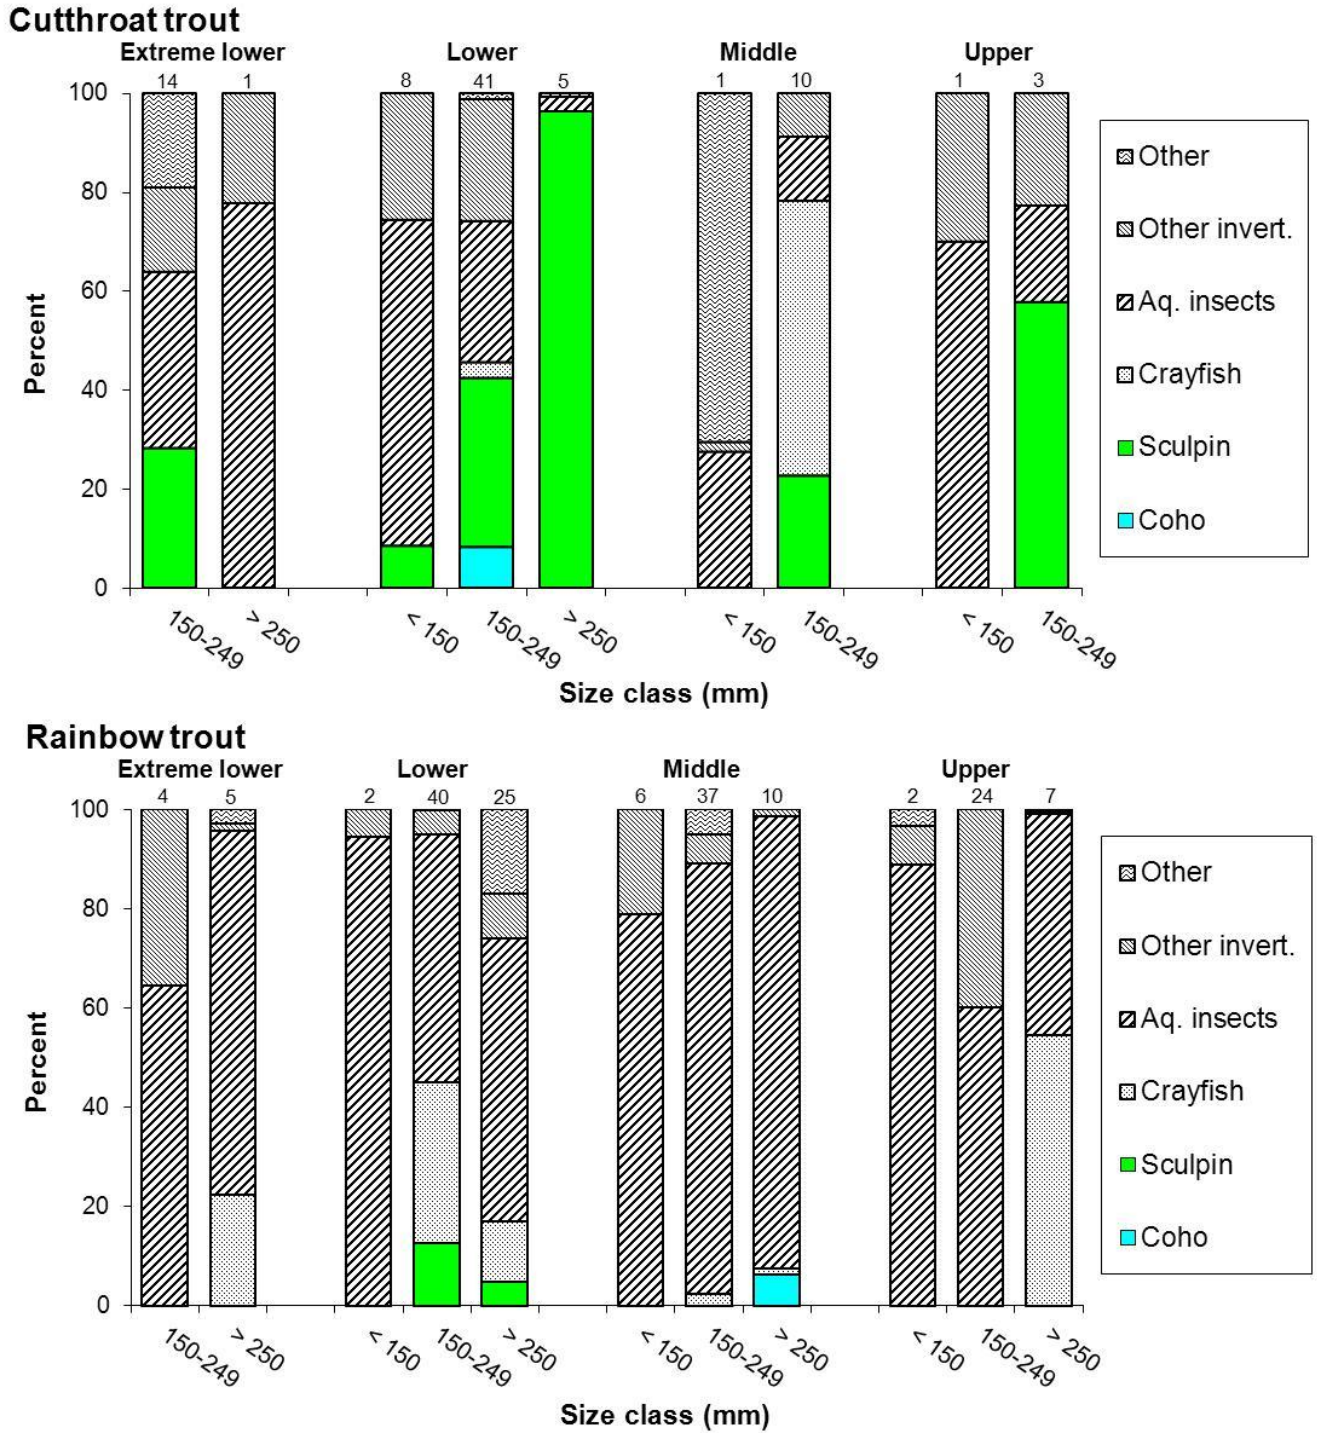 Cutthroat trout
Extreme lower Lower Middle Upper
14 1 8 41 5 1 10 1 3
100
80
60
40
20
0
Percent
150-249 > 250 < 150 150-249 > 250 < 150 150-249 < 150 150-249
Size class (mm)
Other
Other invert.
Aq. insects
Crayfish
Sculpin
Coho
Rainbow trout
Extreme lower Lower Middle Upper
4 5 2 40 25 6 37 10 2 24 7
100
80
60
40
20
0
Percent
150-249 > 250 < 150 150-249 > 250 < 150 150-249 > 250 < 150 150-249 > 250
Size class (mm)
Other
Other invert.
Aq. insects
Crayfish
Sculpin
Coho